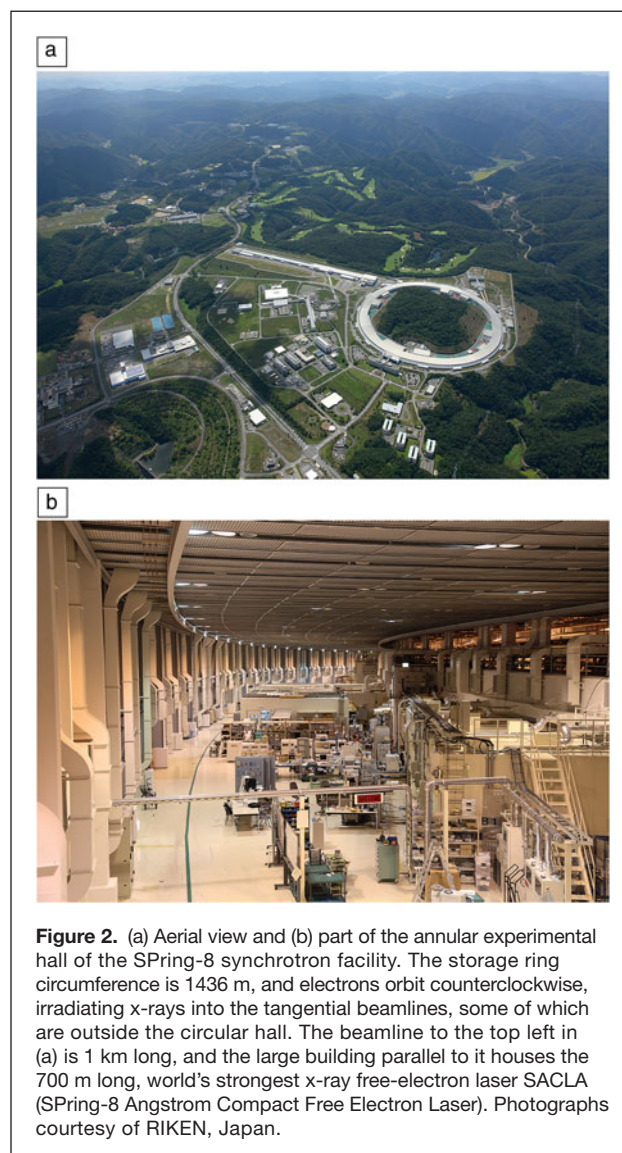 a
b
Figure 2. (a) Aerial view and (b) part of the annular experimental
hall of the SPring-8 synchrotron facility. The storage ring
circumference is 1436 m, and electrons orbit counterclockwise,
irradiating x-rays into the tangential beamlines, some of which
are outside the circular hall. The beamline to the top left in
(a) is 1 km long, and the large building parallel to it houses the
700 m long, world’s strongest x-ray free-electron laser SACLA
(SPring-8 Angstrom Compact Free Electron Laser). Photographs
courtesy of RIKEN, Japan.